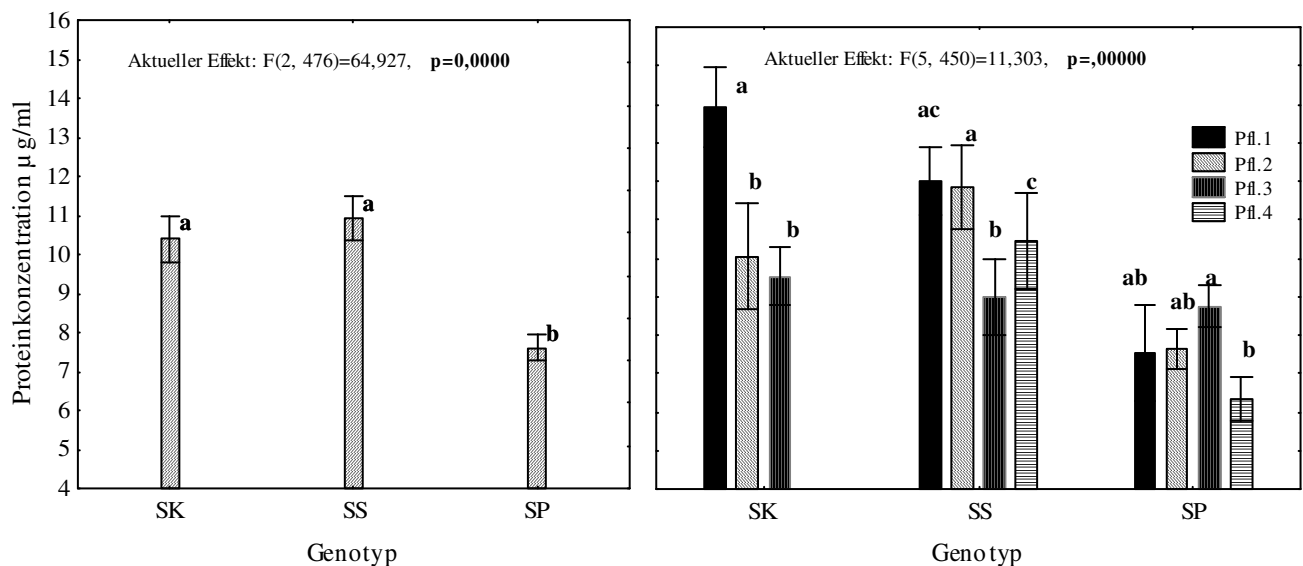 Proteinkonzentration µg/ml
16
15
14
13
12
11
10
9
8
7
6
5
4
Aktueller Effekt: F(2, 476)=64,927, p=0,0000
a
a
b
SK
SS
SP
Genotyp
Aktueller Effekt: F(5, 450)=11,303, p=,00000
a
b
b
ac
a
b
c
ab
ab
a
b
Pfl.1
Pfl.2
Pfl.3
Pfl.4
SK
SS
SP
Genotyp